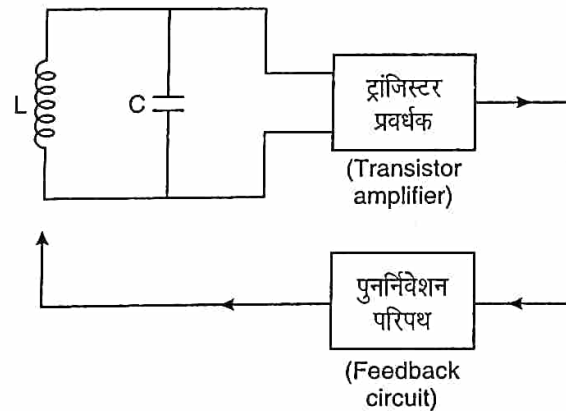 L
C
ट्रांजिस्टर
प्रवर्धक
(Transistor
amplifier)
पुनर्निवेशन
परिपथ
(Feedback
circuit)